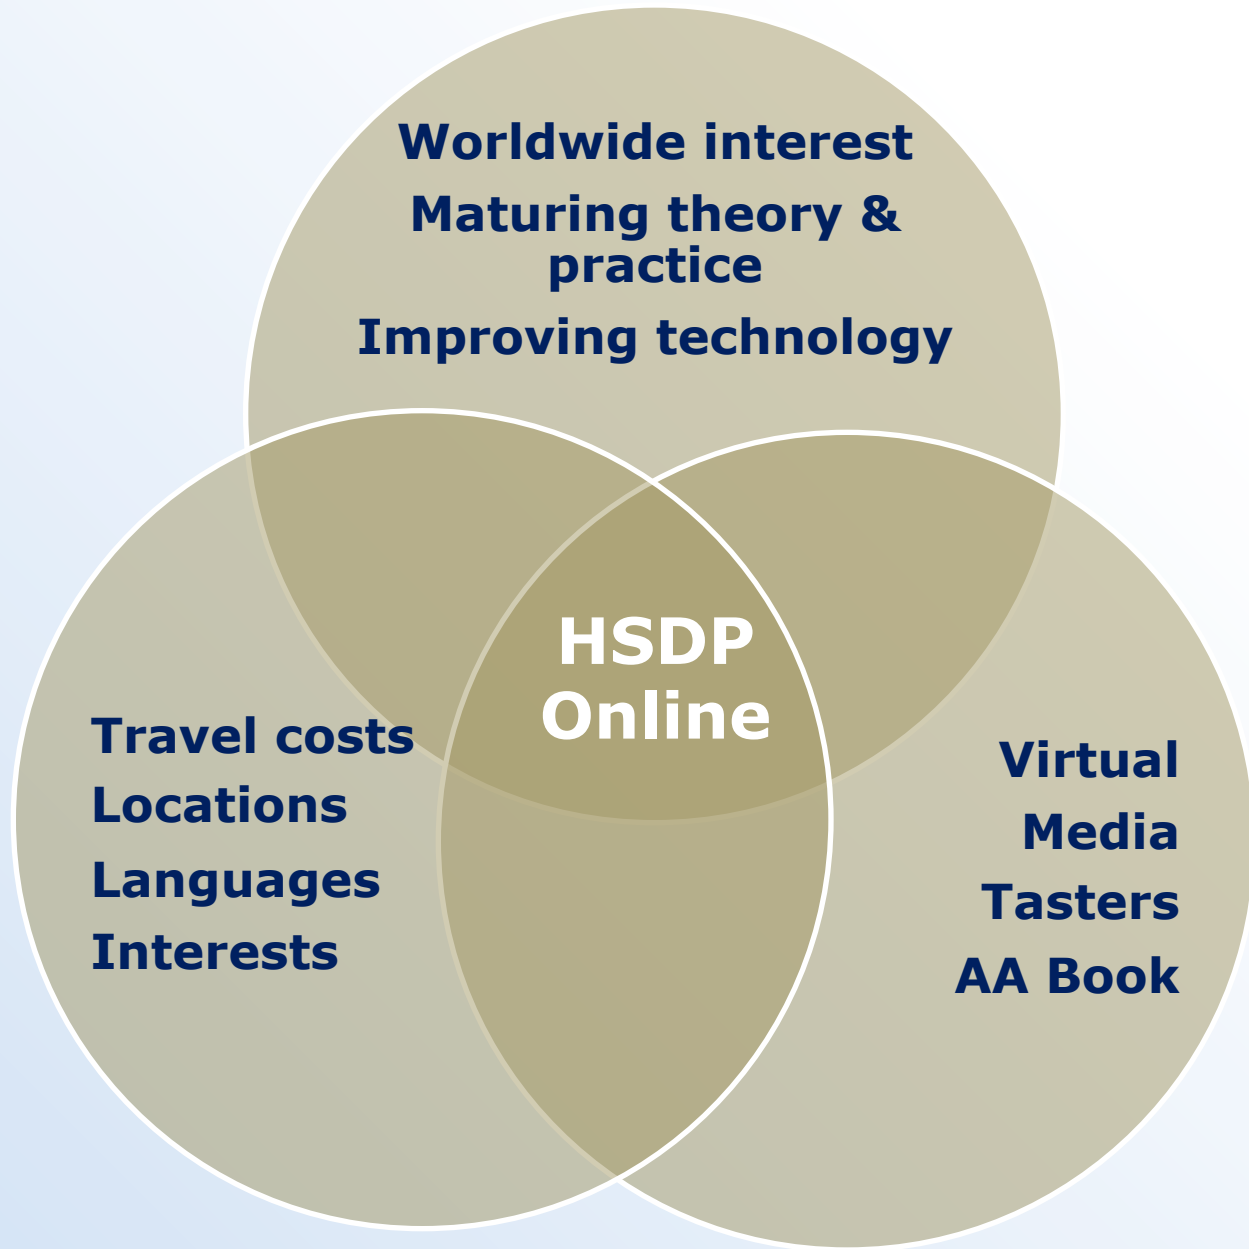 Worldwide interest
Maturing theory &
practice
Improving technology
HSDP
Online
Travel costs
Locations
Languages
Interests
Virtual
Media
Tasters
AA Book